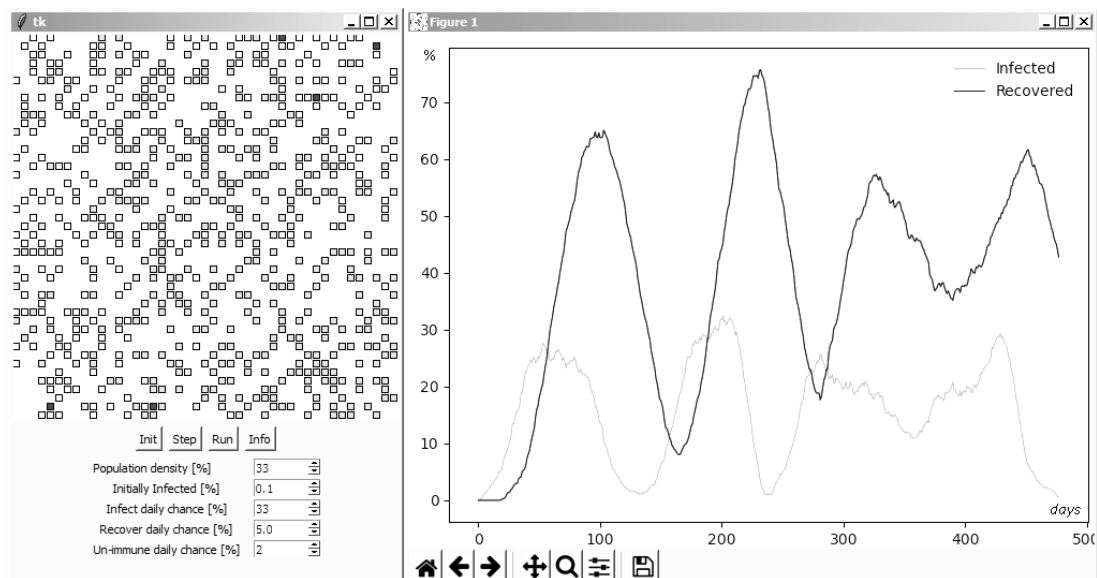 tk
Init Step Run Info
Population density [%] 33
Initially Infected [%] 0.1
Infect daily chance [%] 33
Recover daily chance [%] 5.0
Un-immune daily chance [%] 2
Figure 1
%
Infected
Recovered
70
60
50
40
30
20
10
0
days
0 100 200 300 400 500